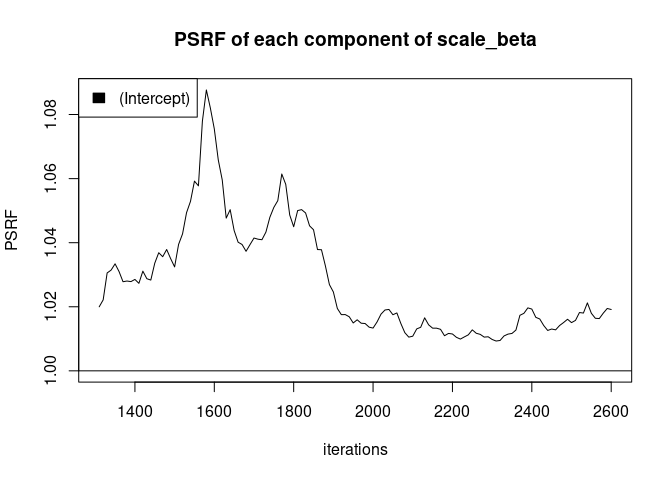 PSRF of each component of scale_beta
(Intercept)
PSRF
1.08
1.06
1.04
1.02
1.00
1400 1600 1800 2000 2200 2400 2600
iterations